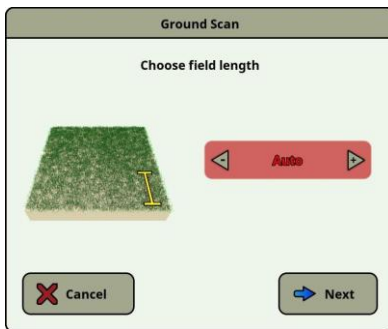 Ground Scan
Choose field length
- Auto +
Cancel
Next